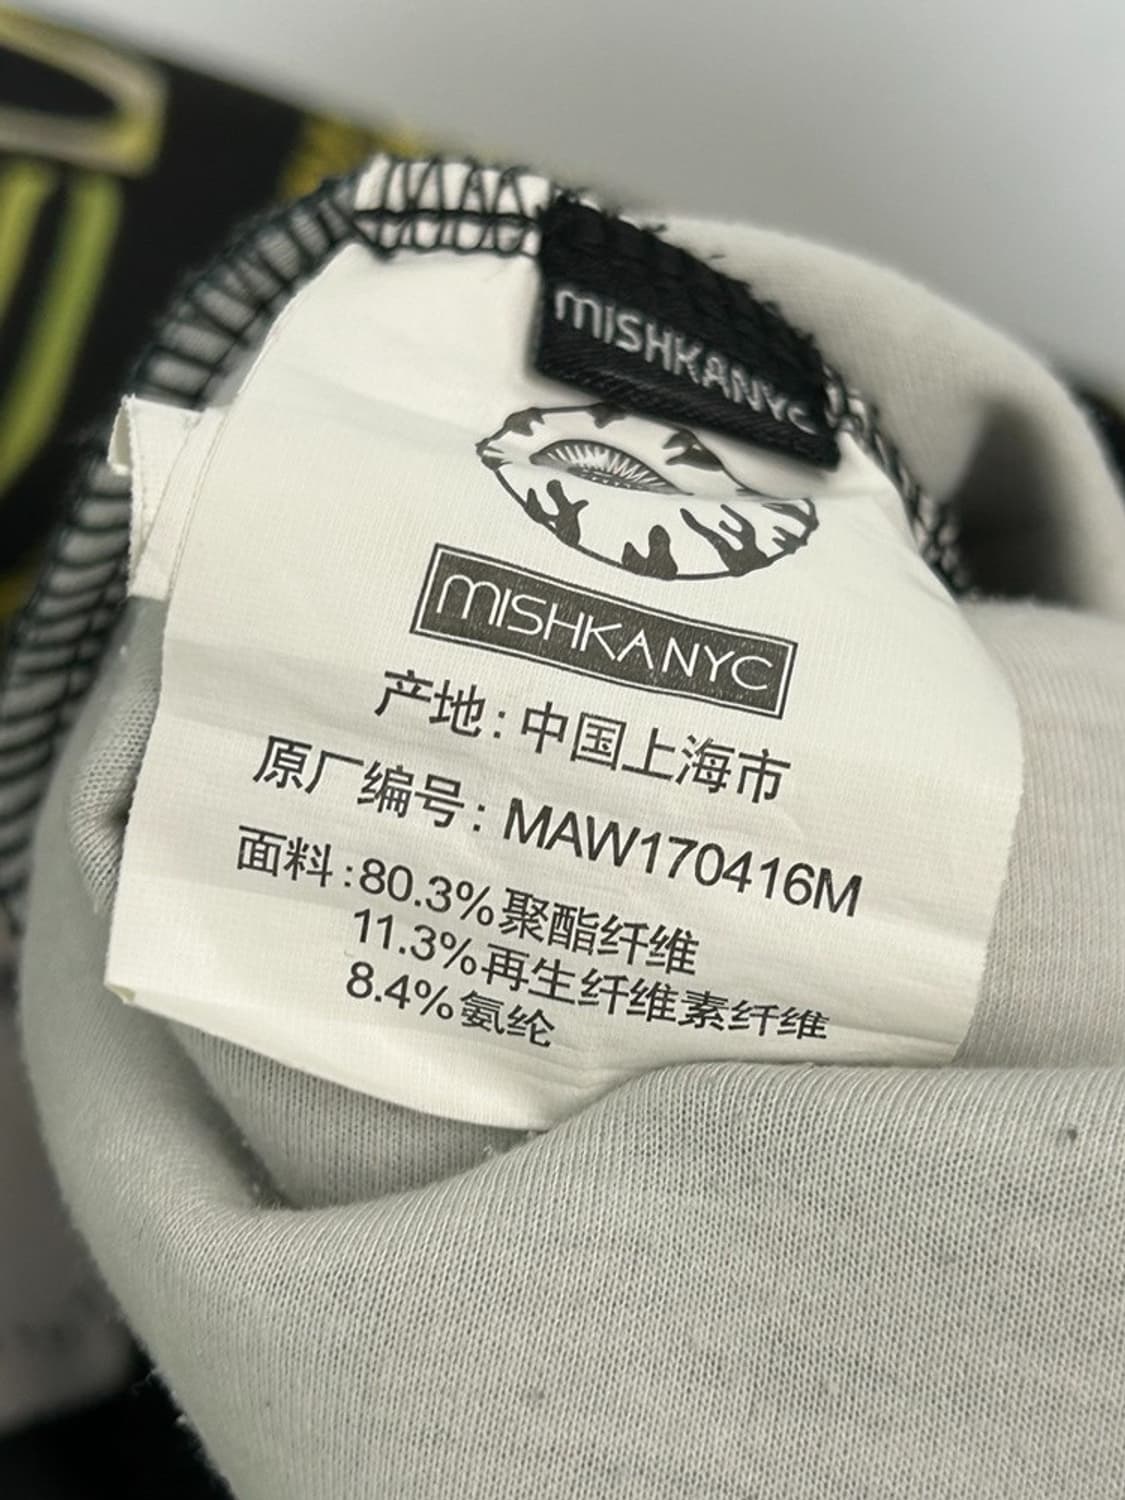 MISHKANYC
MISHKANYC
产地：中国上海市
原厂编号：MAW170416M
面料：80.3%聚酯纤维
11.3%再生纤维素纤维
8.4%氨纶